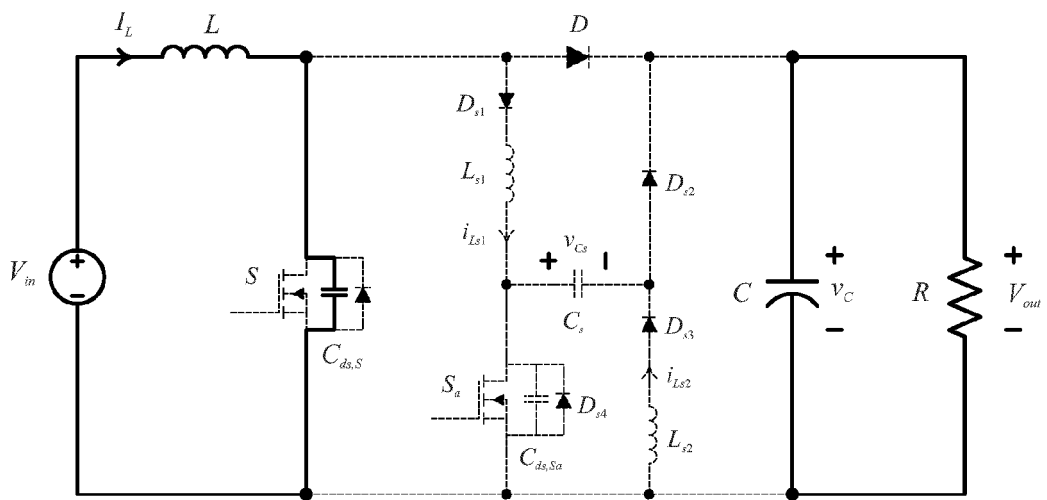 I_L
L
D
D_s1
L_s1
D_s2
i_Ls1
v_Cs
+
C_s
V_in
+
−
S
C_ds,S
S_a
D_s4
C_ds,Sa
D_s3
i_Ls2
L_s2
C
+
v_C
−
R
+
V_out
−